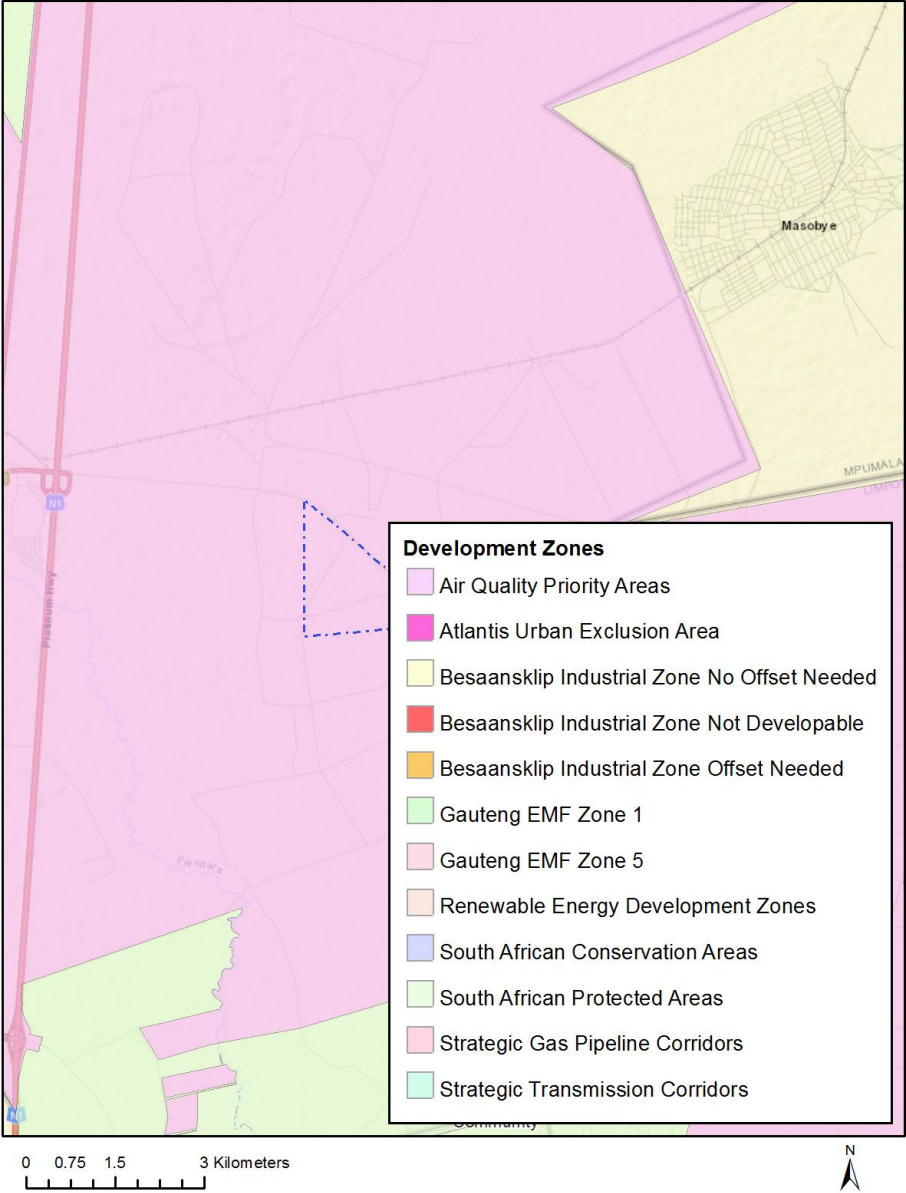 Masobye
MPUMALA
LIMPO
N1
Platinum Hwy
Development Zones
Air Quality Priority Areas
Atlantis Urban Exclusion Area
Besaansklip Industrial Zone No Offset Needed
Besaansklip Industrial Zone Not Developable
Besaansklip Industrial Zone Offset Needed
Gauteng EMF Zone 1
Gauteng EMF Zone 5
Renewable Energy Development Zones
South African Conservation Areas
South African Protected Areas
Strategic Gas Pipeline Corridors
Strategic Transmission Corridors
N1
Community
0 0.75 1.5 3 Kilometers
N